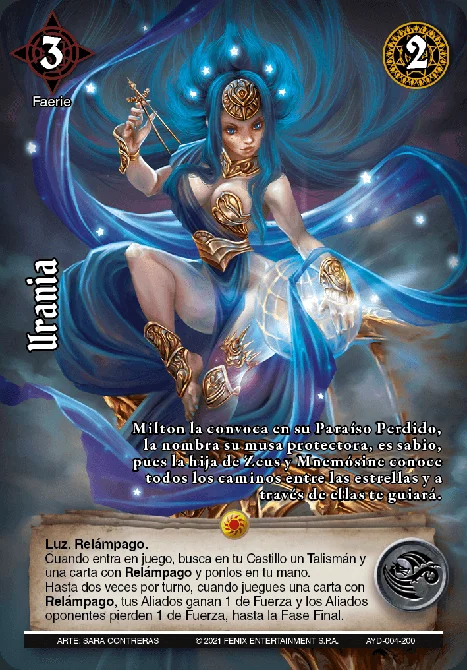 3
2
Faerie
Urania
Milton la convoca en su Paraíso Perdido,
la nombra su musa protectora, es sabio,
pues la hija de Zeus y Mnemósine conoce
todos los caminos entre las estrellas y a
través de ellas te guiará.
Luz. Relámpago.
Cuando entra en juego, busca en tu Castillo un Talismán y
una carta con Relámpago y ponlos en tu mano.
Hasta dos veces por turno, cuando juegues una carta con
Relámpago, tus Aliados ganan 1 de Fuerza y los Aliados
oponentes pierden 1 de Fuerza, hasta la Fase Final.
ARTE: SARA CONTRERAS
© 2021 FENIX ENTERTAINMENT S.R.A.
AYD-004-200